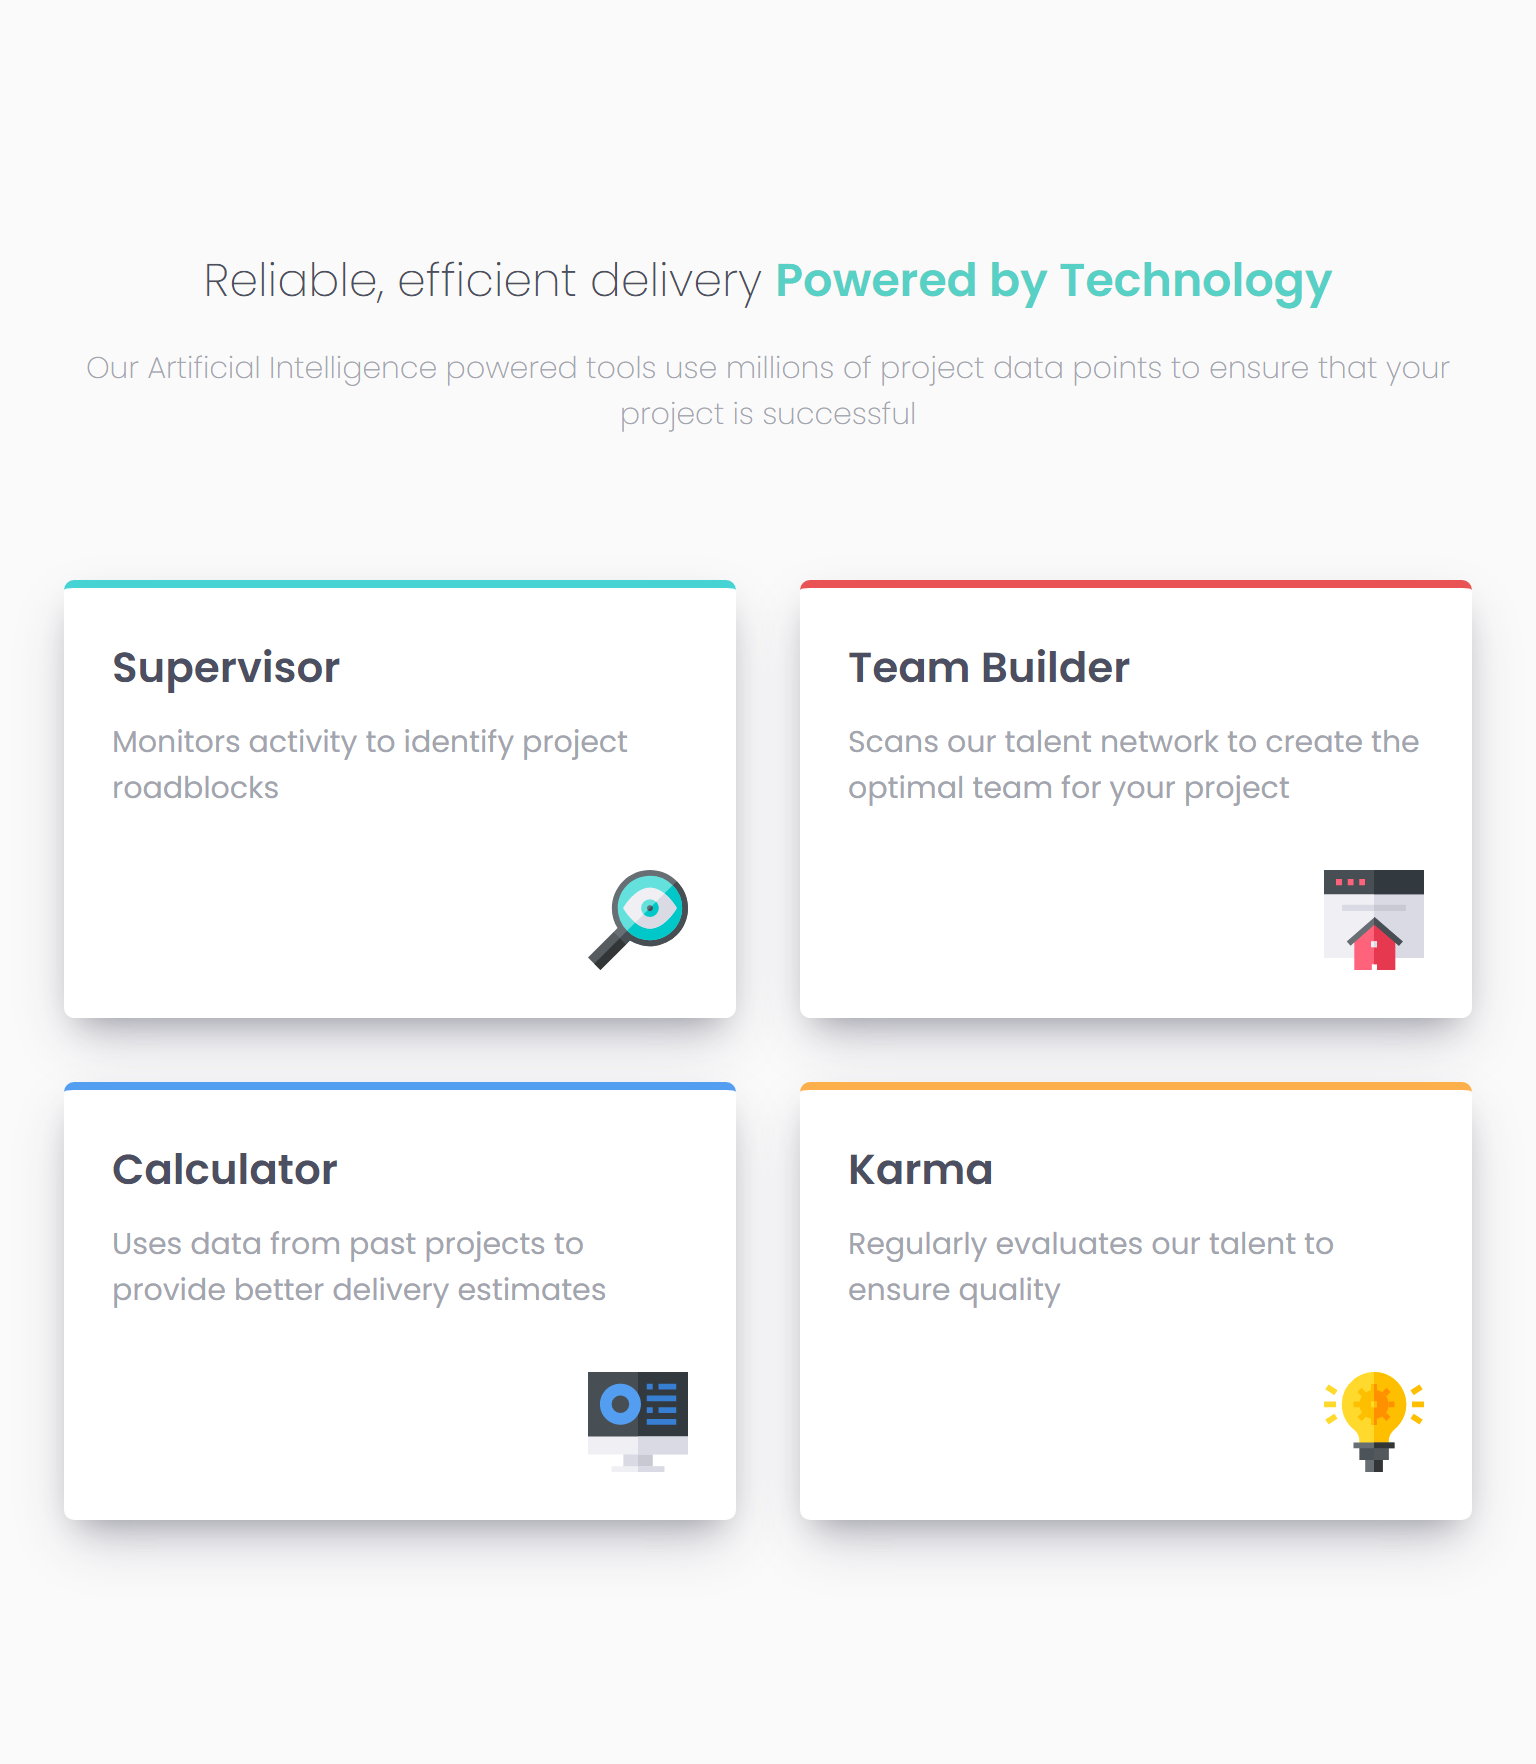 Reliable, efficient delivery Powered by Technology
Our Artificial Intelligence powered tools use millions of project data points to ensure that your
project is successful
Supervisor
Monitors activity to identify project
roadblocks
Team Builder
Scans our talent network to create the
optimal team for your project
Calculator
Uses data from past projects to
provide better delivery estimates
Karma
Regularly evaluates our talent to
ensure quality